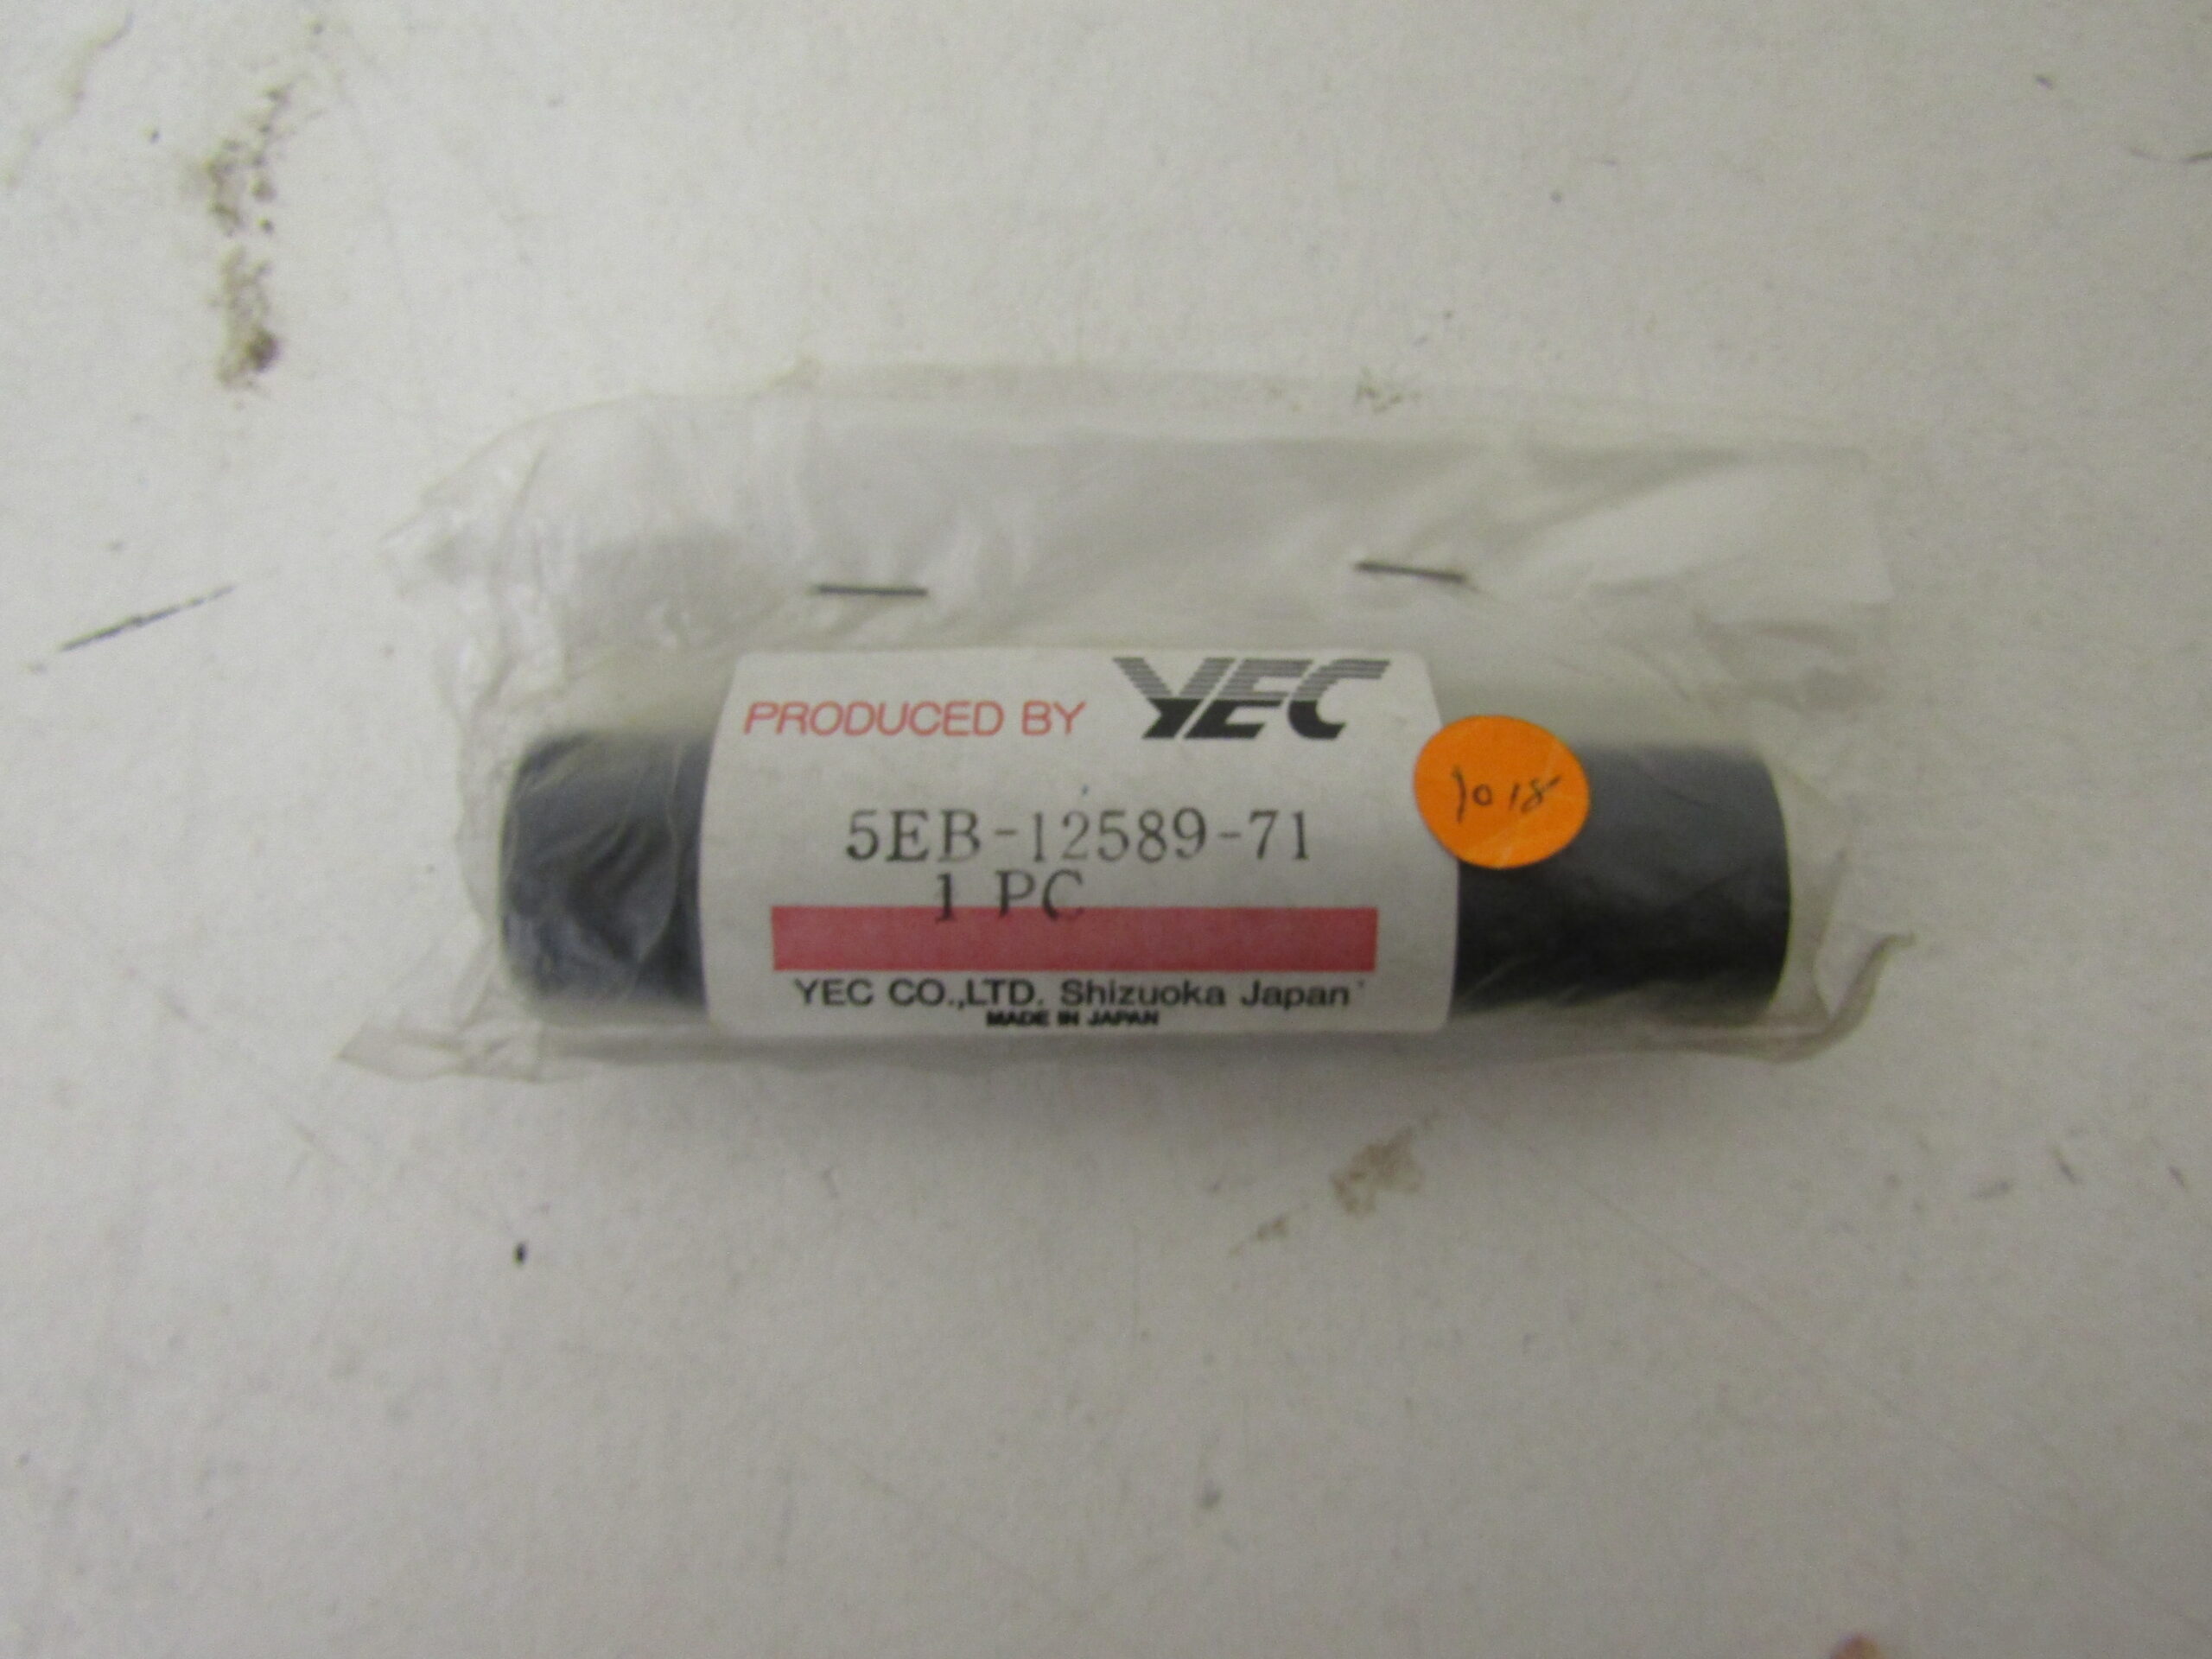 PRODUCED BY YEC
5EB-12589-71
1 PC
YEC CO.,LTD. Shizuoka Japan
MADE IN JAPAN
1018